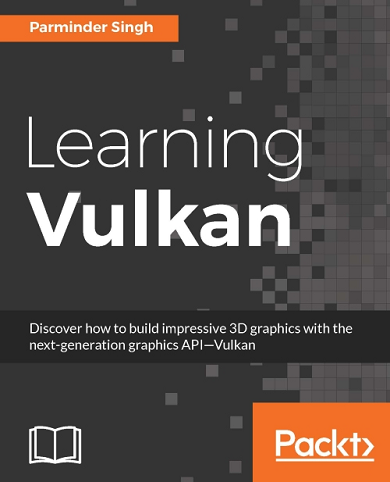 Parminder Singh
Learning
Vulkan
Discover how to build impressive 3D graphics with the
next-generation graphics API—Vulkan
Packt>